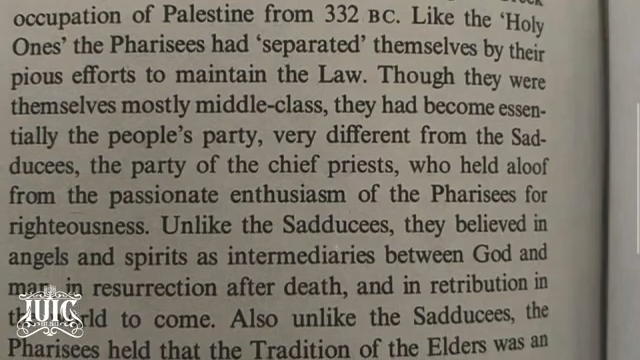 occupation of Palestine from 332 BC. Like the ‘Holy
Ones’ the Pharisees had ‘separated’ themselves by their
pious efforts to maintain the Law. Though they were
themselves mostly middle-class, they had become essen-
tially the people’s party, very different from the Sad-
ducees, the party of the chief priests, who held aloof
from the passionate enthusiasm of the Pharisees for
righteousness. Unlike the Sadducees, they believed in
angels and spirits as intermediaries between God and
man, in resurrection after death, and in retribution in
the world to come. Also unlike the Sadducees, the
Pharisees held that the Tradition of the Elders was an
IUIC